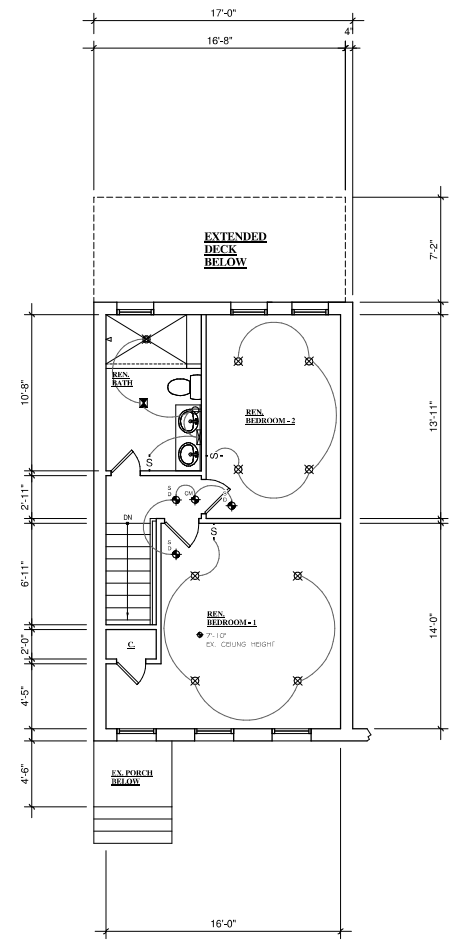 17'-0"
16'-8"
4"
EXTENDED
DECK
BELOW
7'-2"
REN.
BATH
10'-8"
REN.
BEDROOM - 2
13'-11"
S
S
2'-11"
S
D
CM
S
D
DN
S
D
S
6'-11"
REN.
BEDROOM - 1
7'-10"
EX. CEILING HEIGHT
14'-0"
C.
2'-0"
4'-5"
EX. PORCH
BELOW
4'-6"
16'-0"